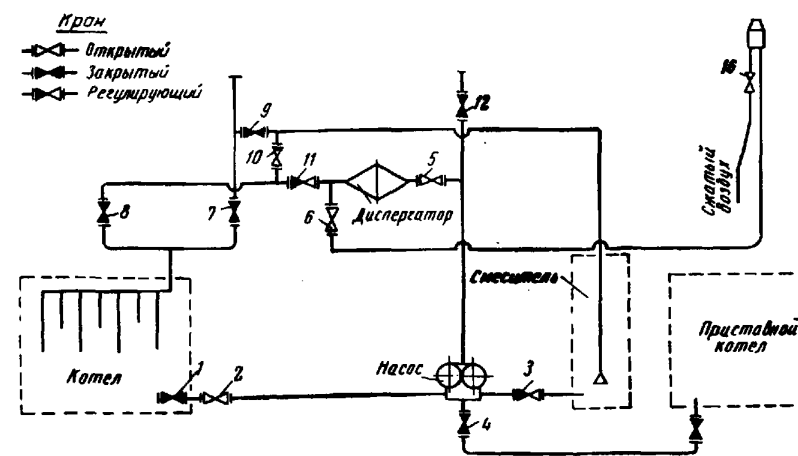 Кран
Открытый
Закрытый
Регулирующий
9
12
16
10
11
5
Сжатый
воздух
8
7
6
Диспергатор
Смеситель
Приставной
котел
Насос
1
2
3
Котел
4